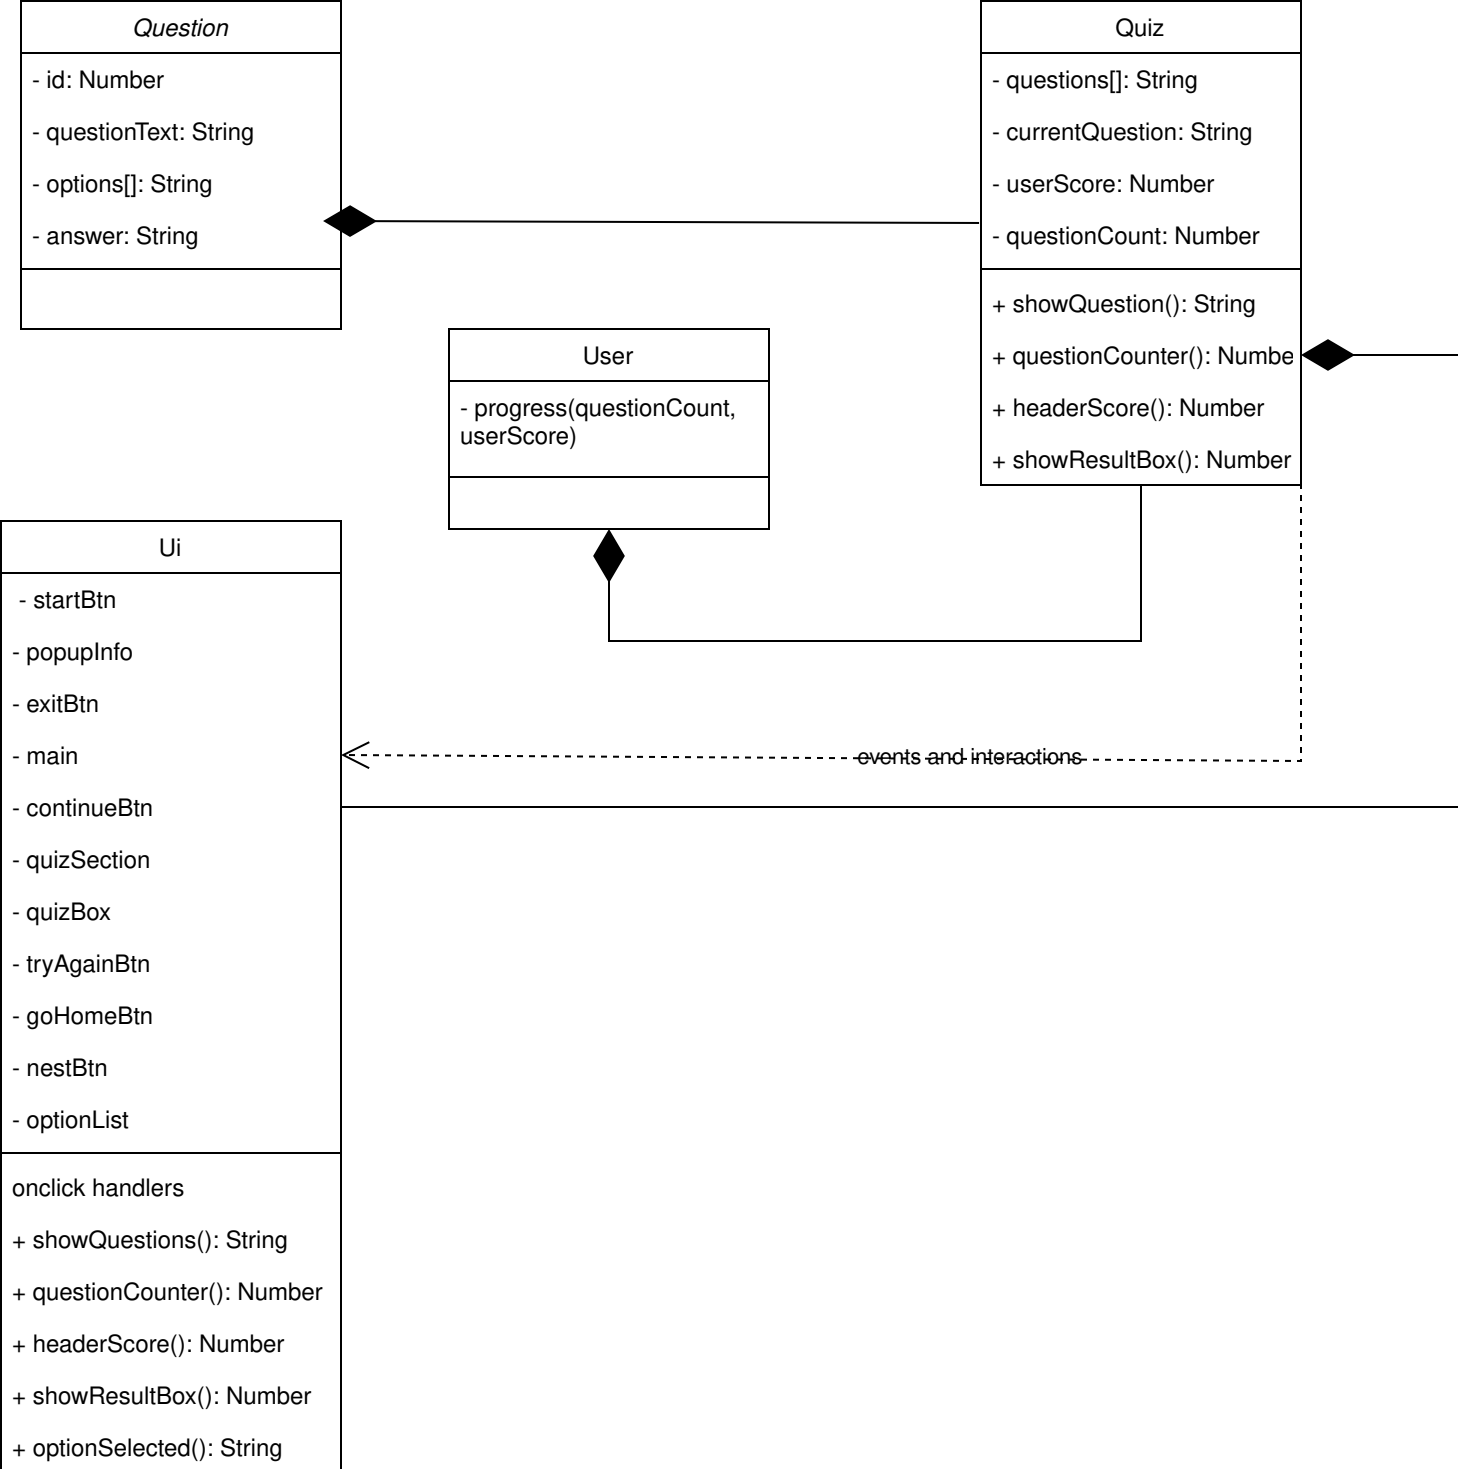 Question
- id: Number
- questionText: String
- options[]: String
- answer: String
Quiz
- questions[]: String
- currentQuestion: String
- userScore: Number
- questionCount: Number
+ showQuestion(): String
+ questionCounter(): Numbe
+ headerScore(): Number
+ showResultBox(): Number
User
- progress(questionCount,
userScore)
events and interactions
Ui
- startBtn
- popupInfo
- exitBtn
- main
- continueBtn
- quizSection
- quizBox
- tryAgainBtn
- goHomeBtn
- nestBtn
- optionList
onclick handlers
+ showQuestions(): String
+ questionCounter(): Number
+ headerScore(): Number
+ showResultBox(): Number
+ optionSelected(): String